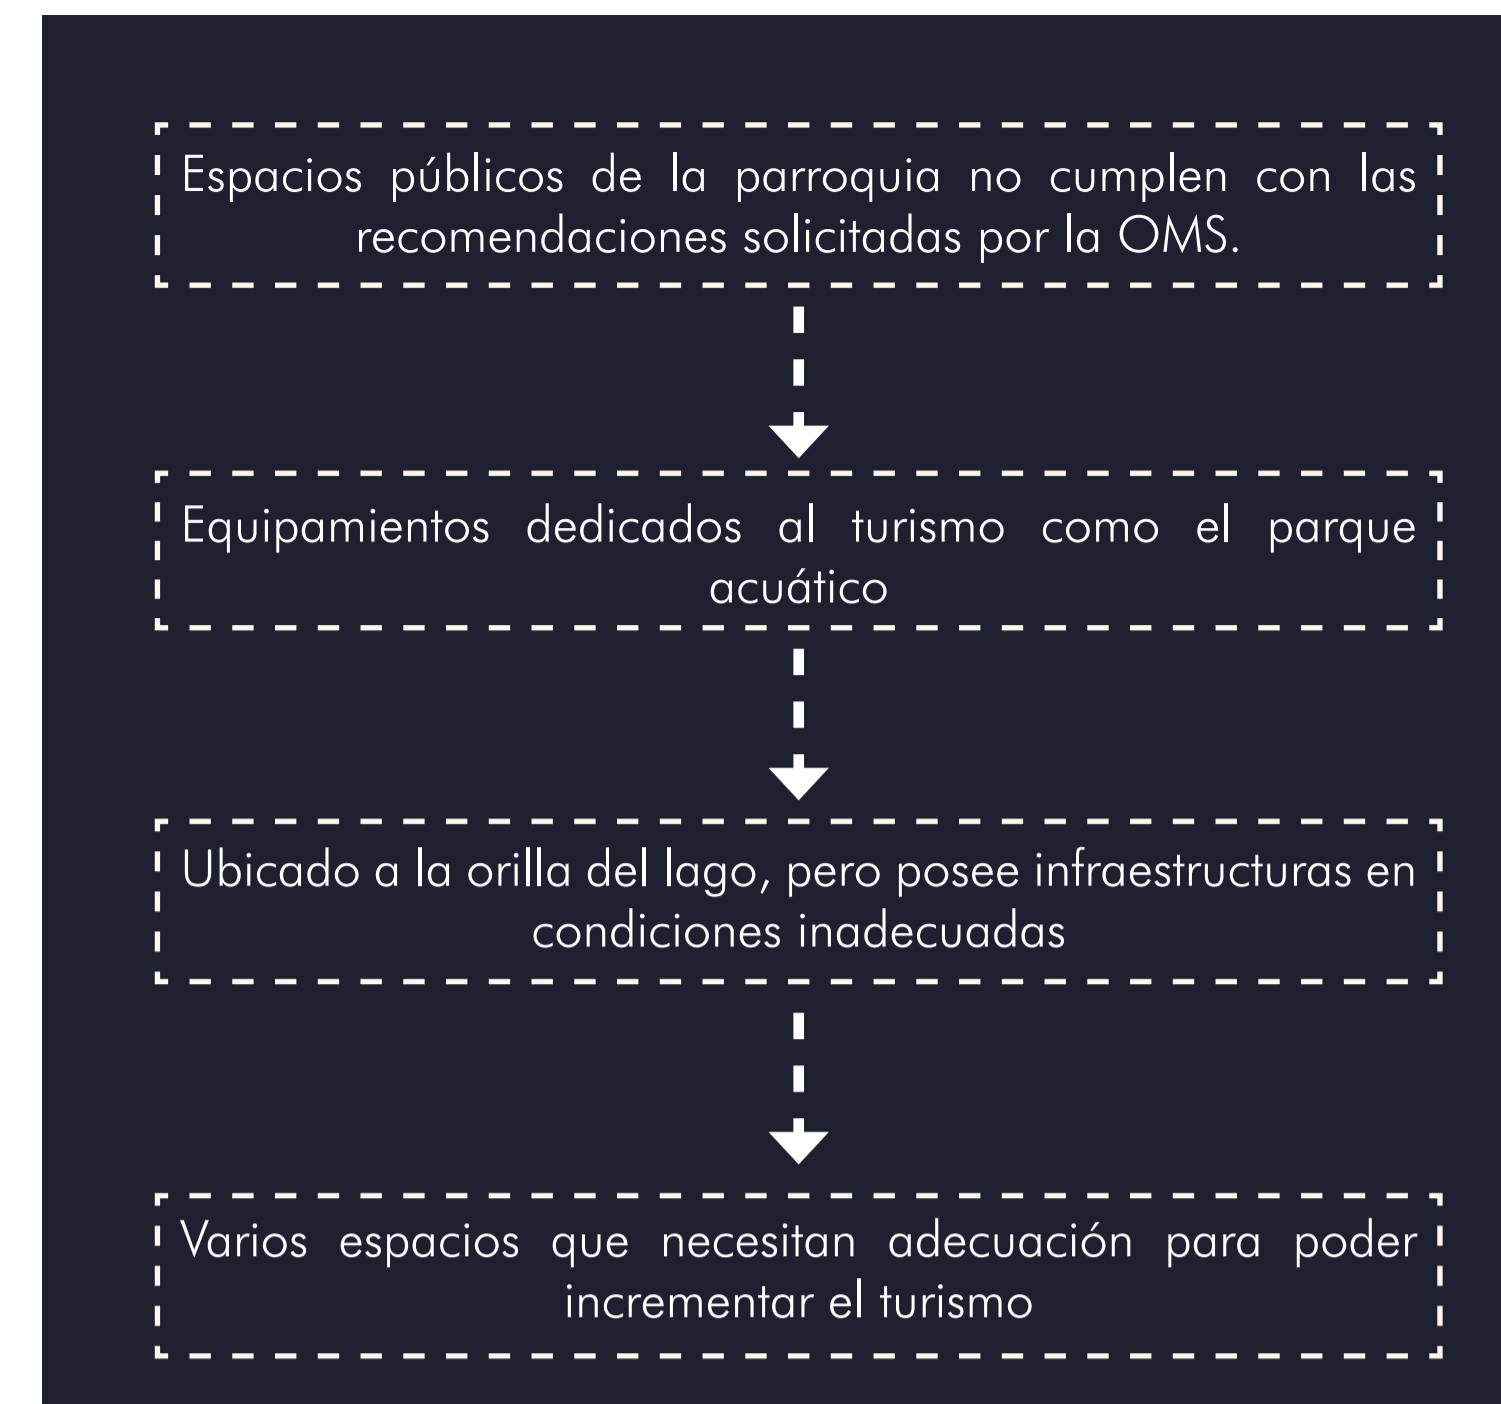 Espacios públicos de la parroquia no cumplen con las
recomendaciones solicitadas por la OMS.
Equipamientos dedicados al turismo como el parque
acuático
Ubicado a la orilla del lago, pero posee infraestructuras en
condiciones inadecuadas
Varios espacios que necesitan adecuación para poder
incrementar el turismo